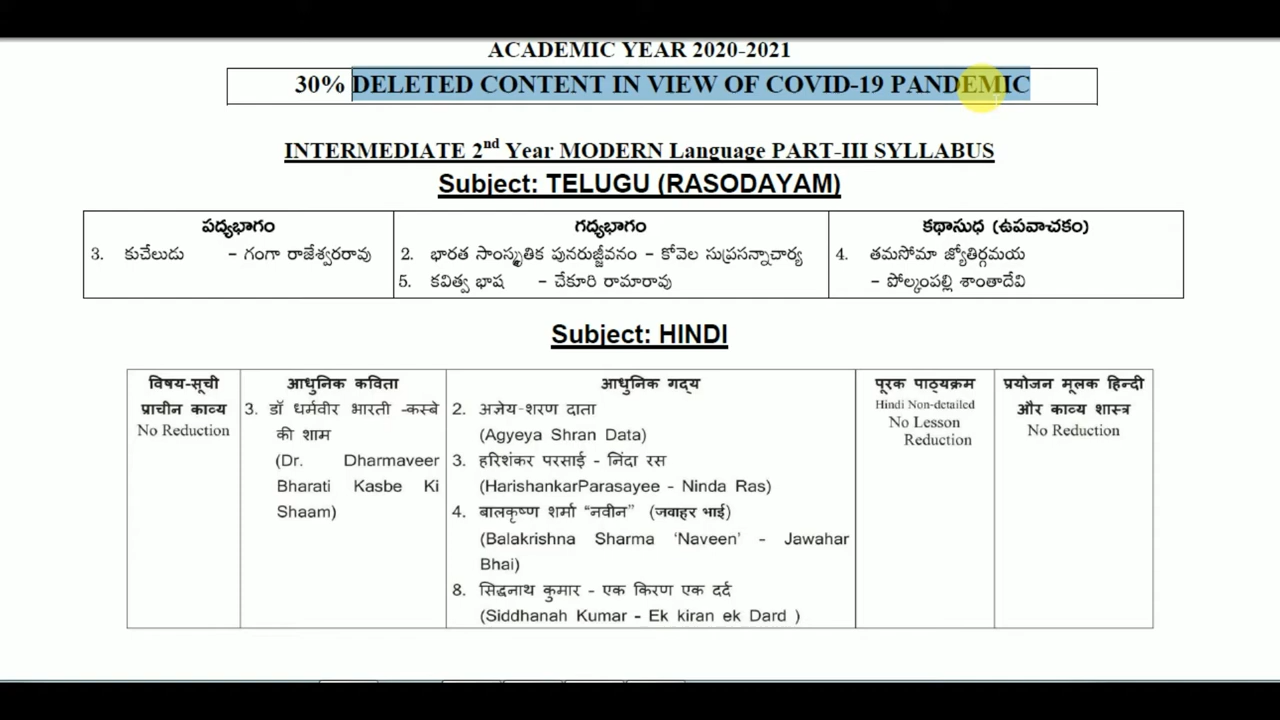 ACADEMIC YEAR 2020-2021
30% DELETED CONTENT IN VIEW OF COVID-19 PANDEMIC
INTERMEDIATE 2nd Year MODERN Language PART-III SYLLABUS
Subject: TELUGU (RASODAYAM)
పద్యభాగం
3. కుచేలుడు – గంగా రాజేశ్వరరావు
గద్యభాగం
2. భారత సాంస్కృతిక పునరుజ్జీవనం – కోవెల సుప్రసన్నాచార్య
5. కవిత్వ భాష – చేకూరి రామారావు
కథాసుధ (ఉపవాచకం)
4. తమసోమా జ్యోతిర్గమయ
– పోల్కంపల్లి శాంతాదేవి
Subject: HINDI
विषय-सूची
प्राचीन काव्य
No Reduction
आधुनिक कविता
3. डॉ धर्मवीर भारती -कस्बे
की शाम
(Dr. Dharmaveer
Bharati Kasbe Ki
Shaam)
आधुनिक गद्य
2. अज्ञेय-शरण दाता
(Agyeya Shran Data)
3. हरिशंकर परसाई - निंदा रस
(HarishankarParasayee - Ninda Ras)
4. बालकृष्ण शर्मा “नवीन” (जवाहर भाई)
(Balakrishna Sharma ‘Naveen’ - Jawahar
Bhai)
8. सिद्धनाथ कुमार - एक किरण एक दर्द
(Siddhanah Kumar - Ek kiran ek Dard )
पूरक पाठ्यक्रम
Hindi Non-detailed
No Lesson
Reduction
प्रयोजन मूलक हिन्दी
और काव्य शास्त्र
No Reduction